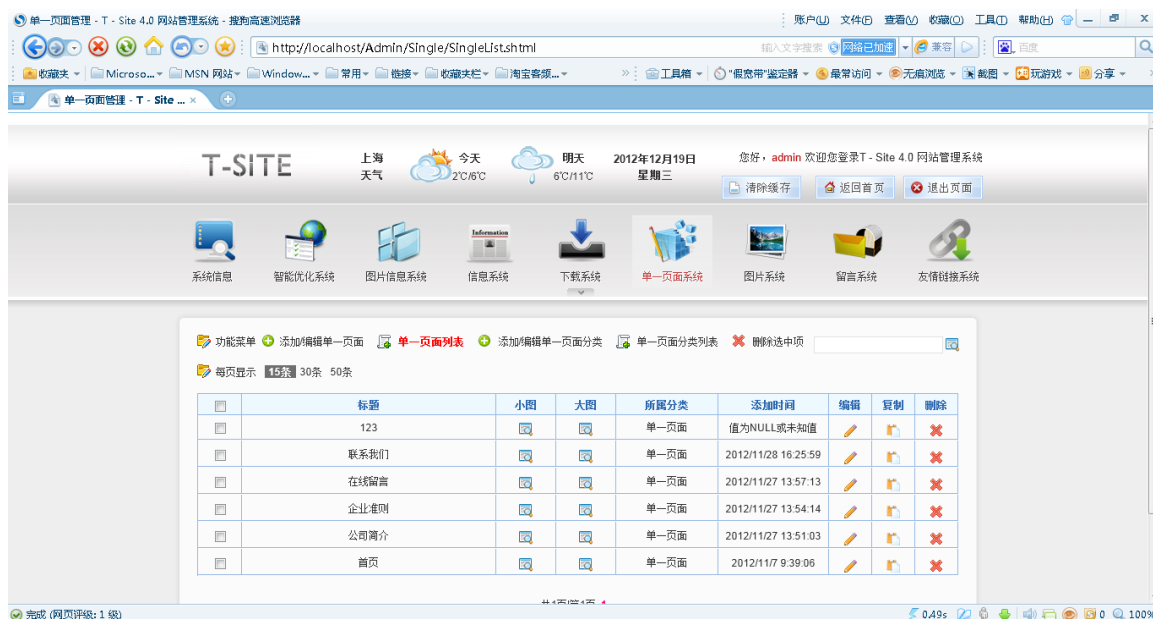 单一页面管理 - T - Site 4.0 网站管理系统 - 搜狗高速浏览器 账户(U) 文件(F) 查看(V) 收藏(O) 工具(T) 帮助(H)
http://localhost/Admin/Single/SingleList.shtml 输入文字搜索 网络已加速 兼容 百度
收藏夹 Microso... MSN 网站 Window... 常用 链接 收藏夹栏 淘宝客频... 工具箱 "假宽带"鉴定器 最常访问 无痕浏览 截图 玩游戏 分享
单一页面管理 - T - Site ...
T-SITE 上海 天气 今天 2℃/6℃ 明天 6℃/11℃ 2012年12月19日 星期三 您好，admin 欢迎您登录T - Site 4.0 网站管理系统
清除缓存 返回首页 退出页面
Information
系统信息 智能优化系统 图片信息系统 信息系统 下载系统 单一页面系统 图片系统 留言系统 友情链接系统
功能菜单 添加/编辑单一页面 单一页面列表 添加/编辑单一页面分类 单一页面分类列表 删除选中项
每页显示 15条 30条 50条
标题 小图 大图 所属分类 添加时间 编辑 复制 删除
123 单一页面 值为NULL或未知值
联系我们 单一页面 2012/11/28 16:25:59
在线留言 单一页面 2012/11/27 13:57:13
企业准则 单一页面 2012/11/27 13:54:14
公司简介 单一页面 2012/11/27 13:51:03
首页 单一页面 2012/11/7 9:39:06
完成 (网页评级: 1 级) 0.49s 0 100%